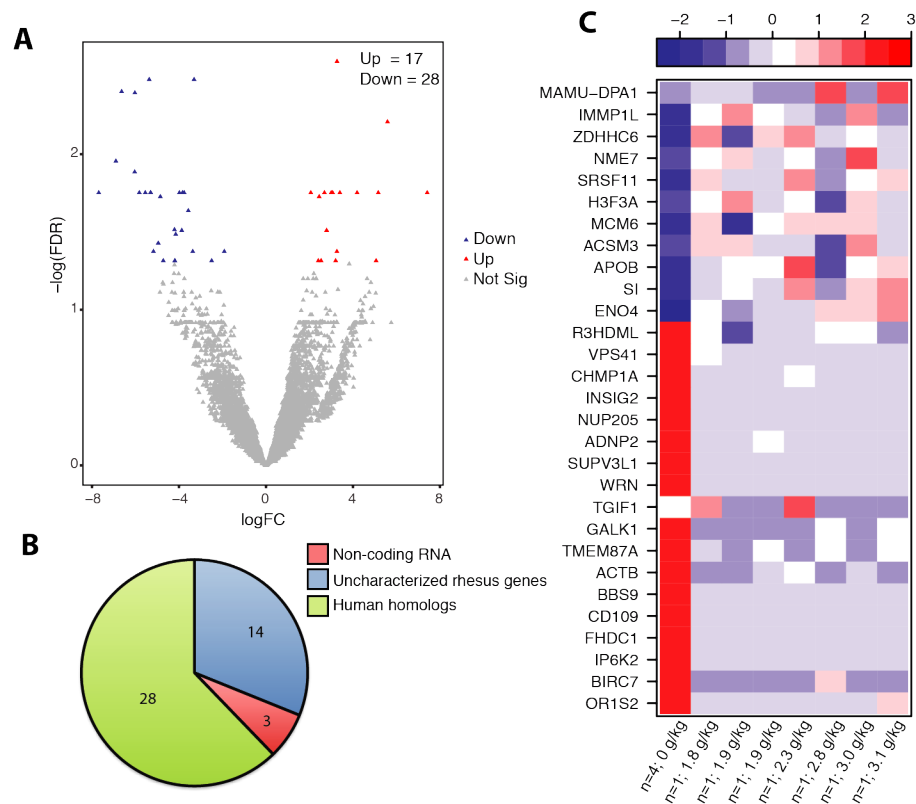 A
Up = 17
Down = 28
2
1
0
−log(FDR)
−8 −4 0 4 8
logFC
Down
Up
Not Sig
B
Non-coding RNA
Uncharacterized rhesus genes
Human homologs
14
28
3
C
−2 −1 0 1 2 3
MAMU−DPA1
IMMP1L
ZDHHC6
NME7
SRSF11
H3F3A
MCM6
ACSM3
APOB
SI
ENO4
R3HDML
VPS41
CHMP1A
INSIG2
NUP205
ADNP2
SUPV3L1
WRN
TGIF1
GALK1
TMEM87A
ACTB
BBS9
CD109
FHDC1
IP6K2
BIRC7
OR1S2
n=4; 0 g/kg
n=1; 1.8 g/kg
n=1; 1.9 g/kg
n=1; 1.9 g/kg
n=1; 2.3 g/kg
n=1; 2.8 g/kg
n=1; 3.0 g/kg
n=1; 3.1 g/kg